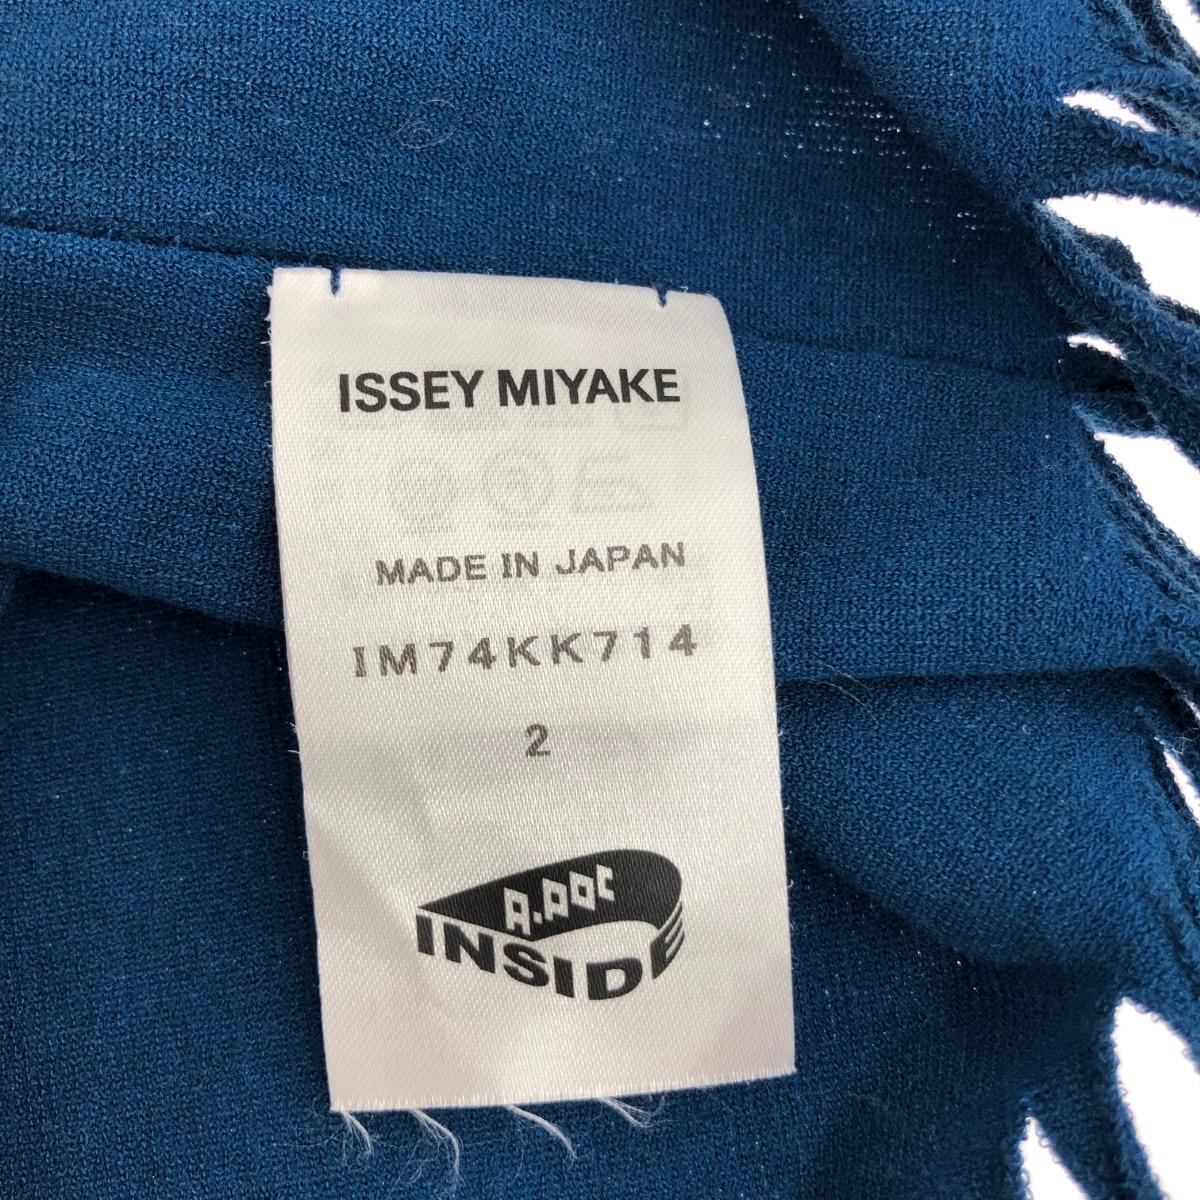 ISSEY MIYAKE
MADE IN JAPAN
IM74KK714
2
A.POC
INSIDE